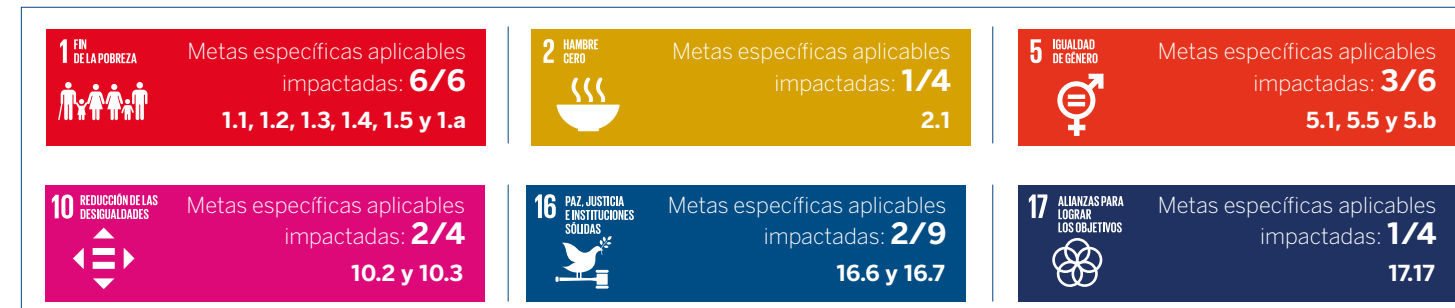 1 FIN
DE LA POBREZA
Metas específicas aplicables
impactadas: 6/6
1.1, 1.2, 1.3, 1.4, 1.5 y 1.a
2 HAMBRE
CERO
Metas específicas aplicables
impactadas: 1/4
2.1
5 IGUALDAD
DE GÉNERO
Metas específicas aplicables
impactadas: 3/6
5.1, 5.5 y 5.b
10 REDUCCIÓN DE LAS
DESIGUALDADES
Metas específicas aplicables
impactadas: 2/4
10.2 y 10.3
16 PAZ, JUSTICIA
E INSTITUCIONES
SÓLIDAS
Metas específicas aplicables
impactadas: 2/9
16.6 y 16.7
17 ALIANZAS PARA
LOGRAR
LOS OBJETIVOS
Metas específicas aplicables
impactadas: 1/4
17.17